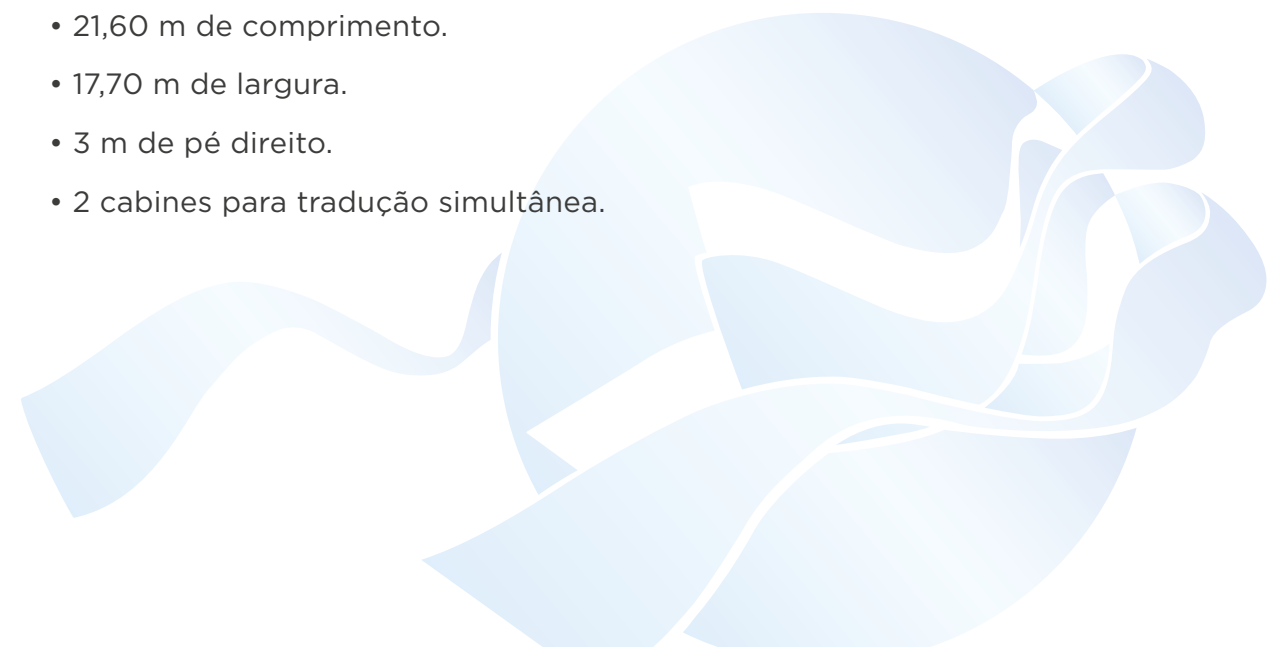 • 21,60 m de comprimento.
• 17,70 m de largura.
• 3 m de pé direito.
• 2 cabines para tradução simultânea.